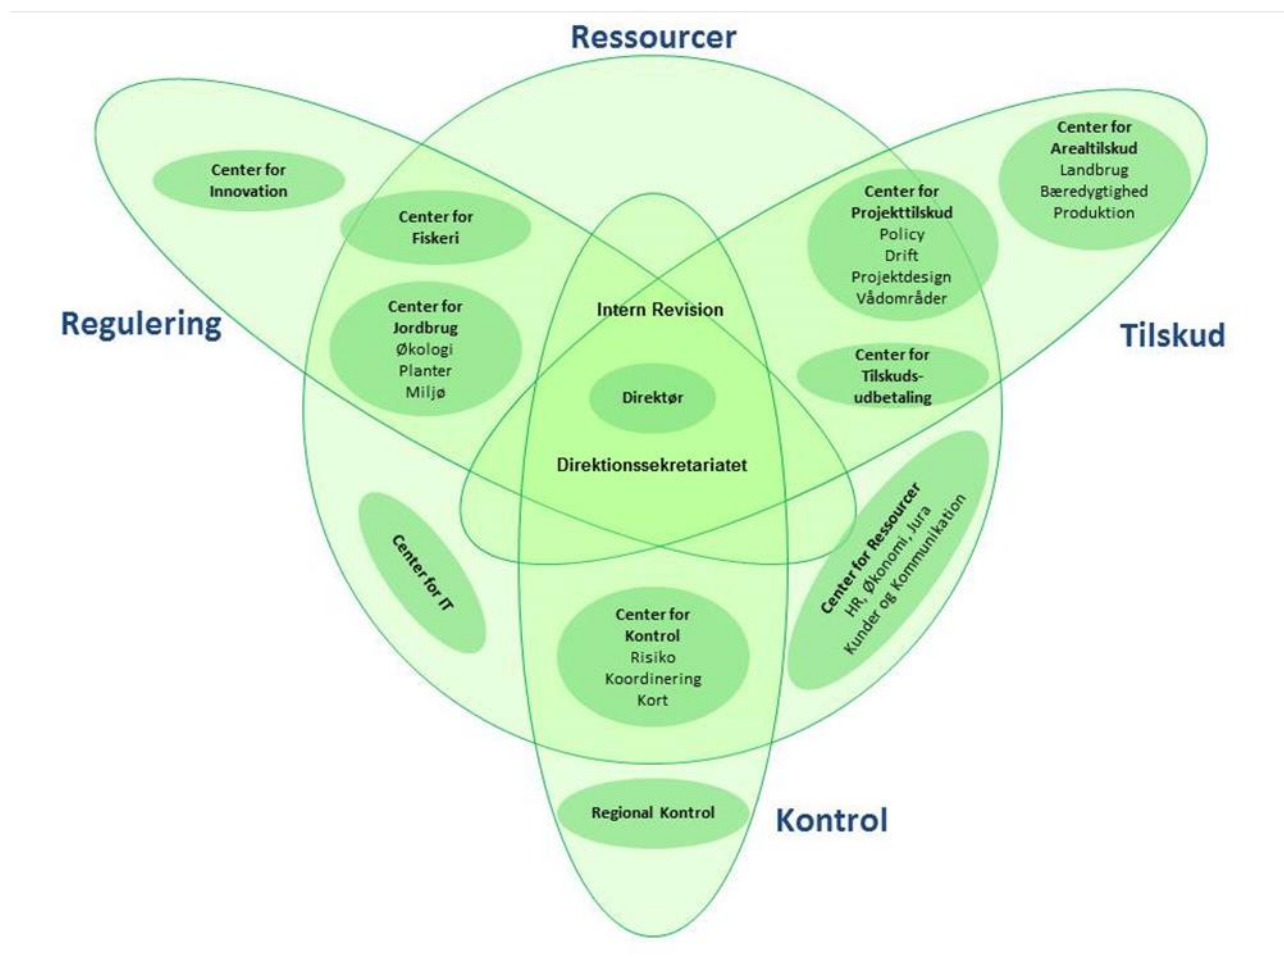 Ressourcer
Regulering
Tilskud
Kontrol
Center for
Innovation
Center for
Fiskeri
Center for
Jordbrug
Økologi
Planter
Miljø
Center for
Arealtilskud
Landbrug
Bæredygtighed
Produktion
Center for
Projekttilskud
Policy
Drift
Projektdesign
Vådområder
Center for
Tilskuds-
udbetaling
Intern Revision
Direktør
Direktionssekretariatet
Center for IT
Center for Ressourcer
HR, Økonomi, Jura
Kunder og Kommunikation
Center for
Kontrol
Risiko
Koordinering
Kort
Regional Kontrol